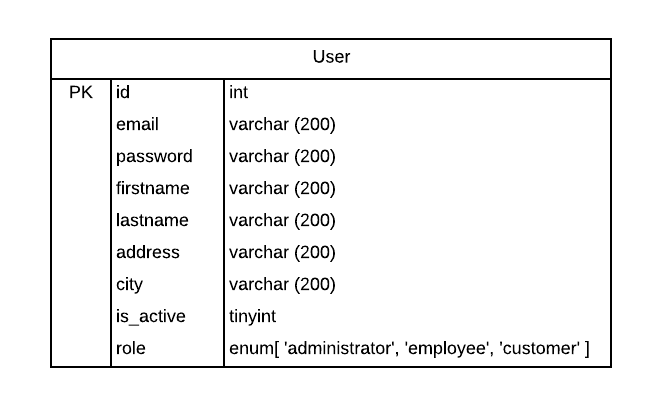 User
PK id int
email varchar (200)
password varchar (200)
firstname varchar (200)
lastname varchar (200)
address varchar (200)
city varchar (200)
is_active tinyint
role enum[ 'administrator', 'employee', 'customer' ]